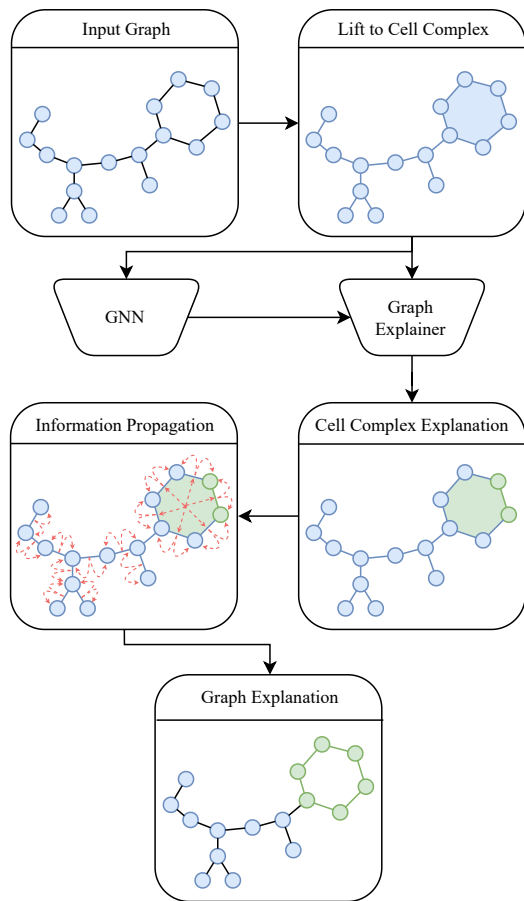 Input Graph
Lift to Cell Complex
GNN
Graph
Explainer
Information Propagation
Cell Complex Explanation
Graph Explanation